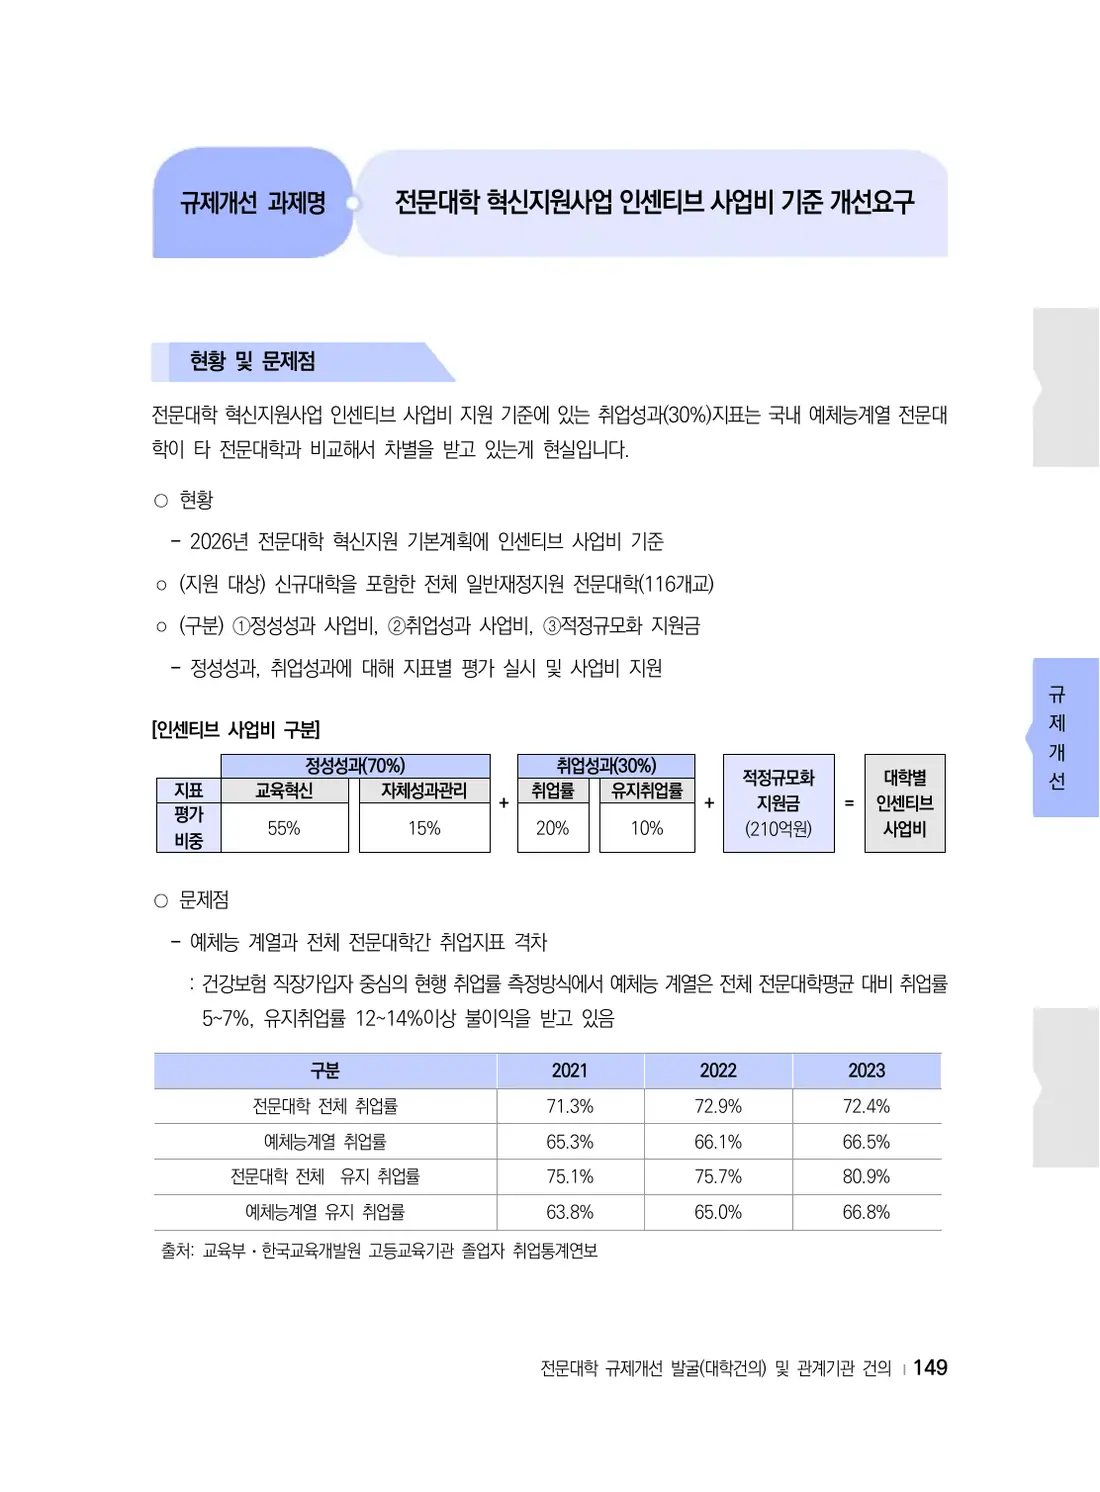 규제개선 과제명
전문대학 혁신지원사업 인센티브 사업비 기준 개선요구
현황 및 문제점
전문대학 혁신지원사업 인센티브 사업비 지원 기준에 있는 취업성과(30%)지표는 국내 예체능계열 전문대
학이 타 전문대학과 비교해서 차별을 받고 있는게 현실입니다.
○ 현황
- 2026년 전문대학 혁신지원 기본계획에 인센티브 사업비 기준
ㅇ (지원 대상) 신규대학을 포함한 전체 일반재정지원 전문대학(116개교)
ㅇ (구분) ①정성성과 사업비, ②취업성과 사업비, ③적정규모화 지원금
- 정성성과, 취업성과에 대해 지표별 평가 실시 및 사업비 지원
[인센티브 사업비 구분]
정성성과(70%) 취업성과(30%)
지표 교육혁신 자체성과관리 취업률 유지취업률
평가
비중
55% 15% + 20% 10% +
적정규모화
지원금
(210억원)
=
대학별
인센티브
사업비
○ 문제점
- 예체능 계열과 전체 전문대학간 취업지표 격차
: 건강보험 직장가입자 중심의 현행 취업률 측정방식에서 예체능 계열은 전체 전문대학평균 대비 취업률
5~7%, 유지취업률 12~14%이상 불이익을 받고 있음
구분 2021 2022 2023
전문대학 전체 취업률 71.3% 72.9% 72.4%
예체능계열 취업률 65.3% 66.1% 66.5%
전문대학 전체 유지 취업률 75.1% 75.7% 80.9%
예체능계열 유지 취업률 63.8% 65.0% 66.8%
출처: 교육부·한국교육개발원 고등교육기관 졸업자 취업통계연보
규
제
개
선
전문대학 규제개선 발굴(대학건의) 및 관계기관 건의 | 149